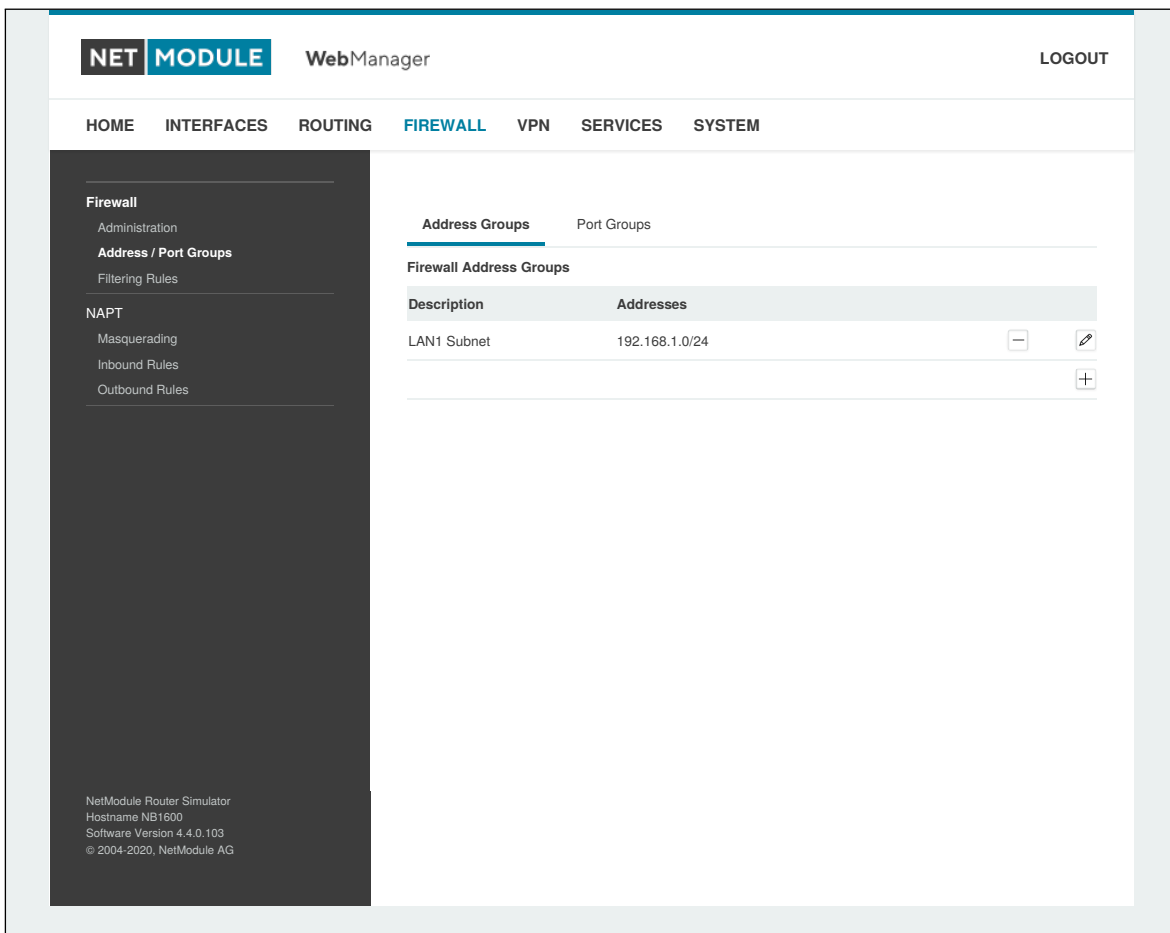 NET MODULE WebManager LOGOUT
HOME INTERFACES ROUTING FIREWALL VPN SERVICES SYSTEM
Firewall
Administration
Address / Port Groups
Filtering Rules
NAPT
Masquerading
Inbound Rules
Outbound Rules
Address Groups Port Groups
Firewall Address Groups
Description Addresses
LAN1 Subnet 192.168.1.0/24
NetModule Router Simulator
Hostname NB1600
Software Version 4.4.0.103
© 2004-2020, NetModule AG